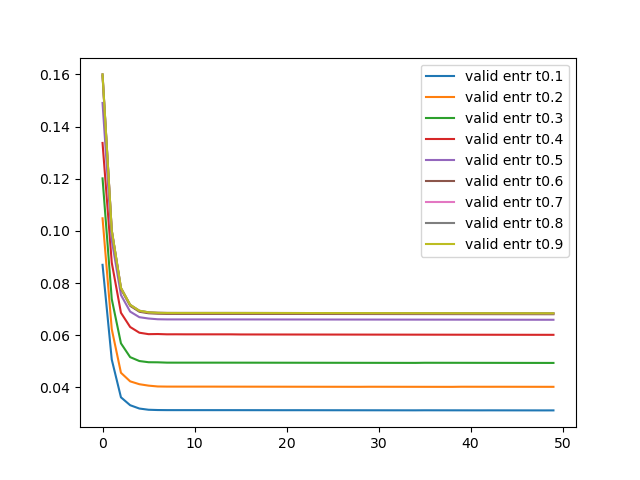 0.16
0.14
0.12
0.10
0.08
0.06
0.04
0
10
20
30
40
50
valid entr t0.1
valid entr t0.2
valid entr t0.3
valid entr t0.4
valid entr t0.5
valid entr t0.6
valid entr t0.7
valid entr t0.8
valid entr t0.9